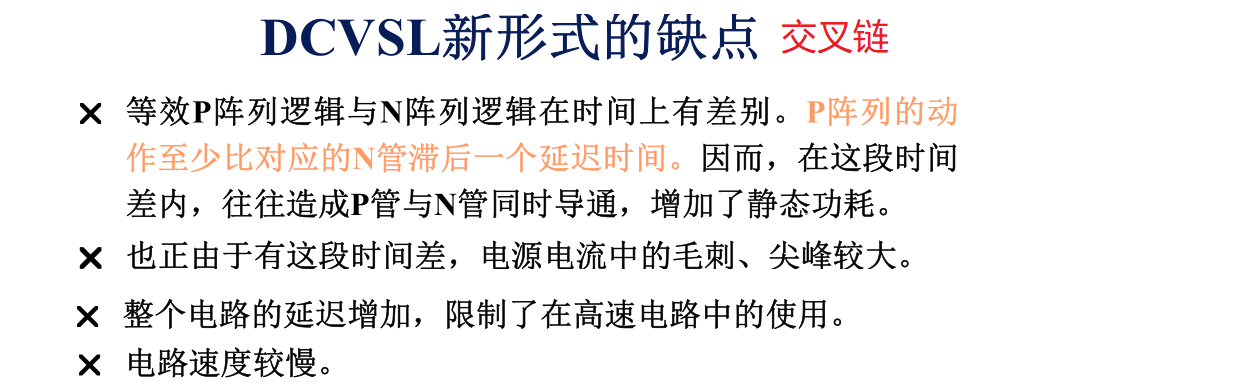 DCVSL新形式的缺点 交叉链
× 等效P阵列逻辑与N阵列逻辑在时间上有差别。P阵列的动
作至少比对应的N管滞后一个延迟时间。因而，在这段时间
差内，往往造成P管与N管同时导通，增加了静态功耗。
× 也正由于有这段时间差，电源电流中的毛刺、尖峰较大。
× 整个电路的延迟增加，限制了在高速电路中的使用。
× 电路速度较慢。